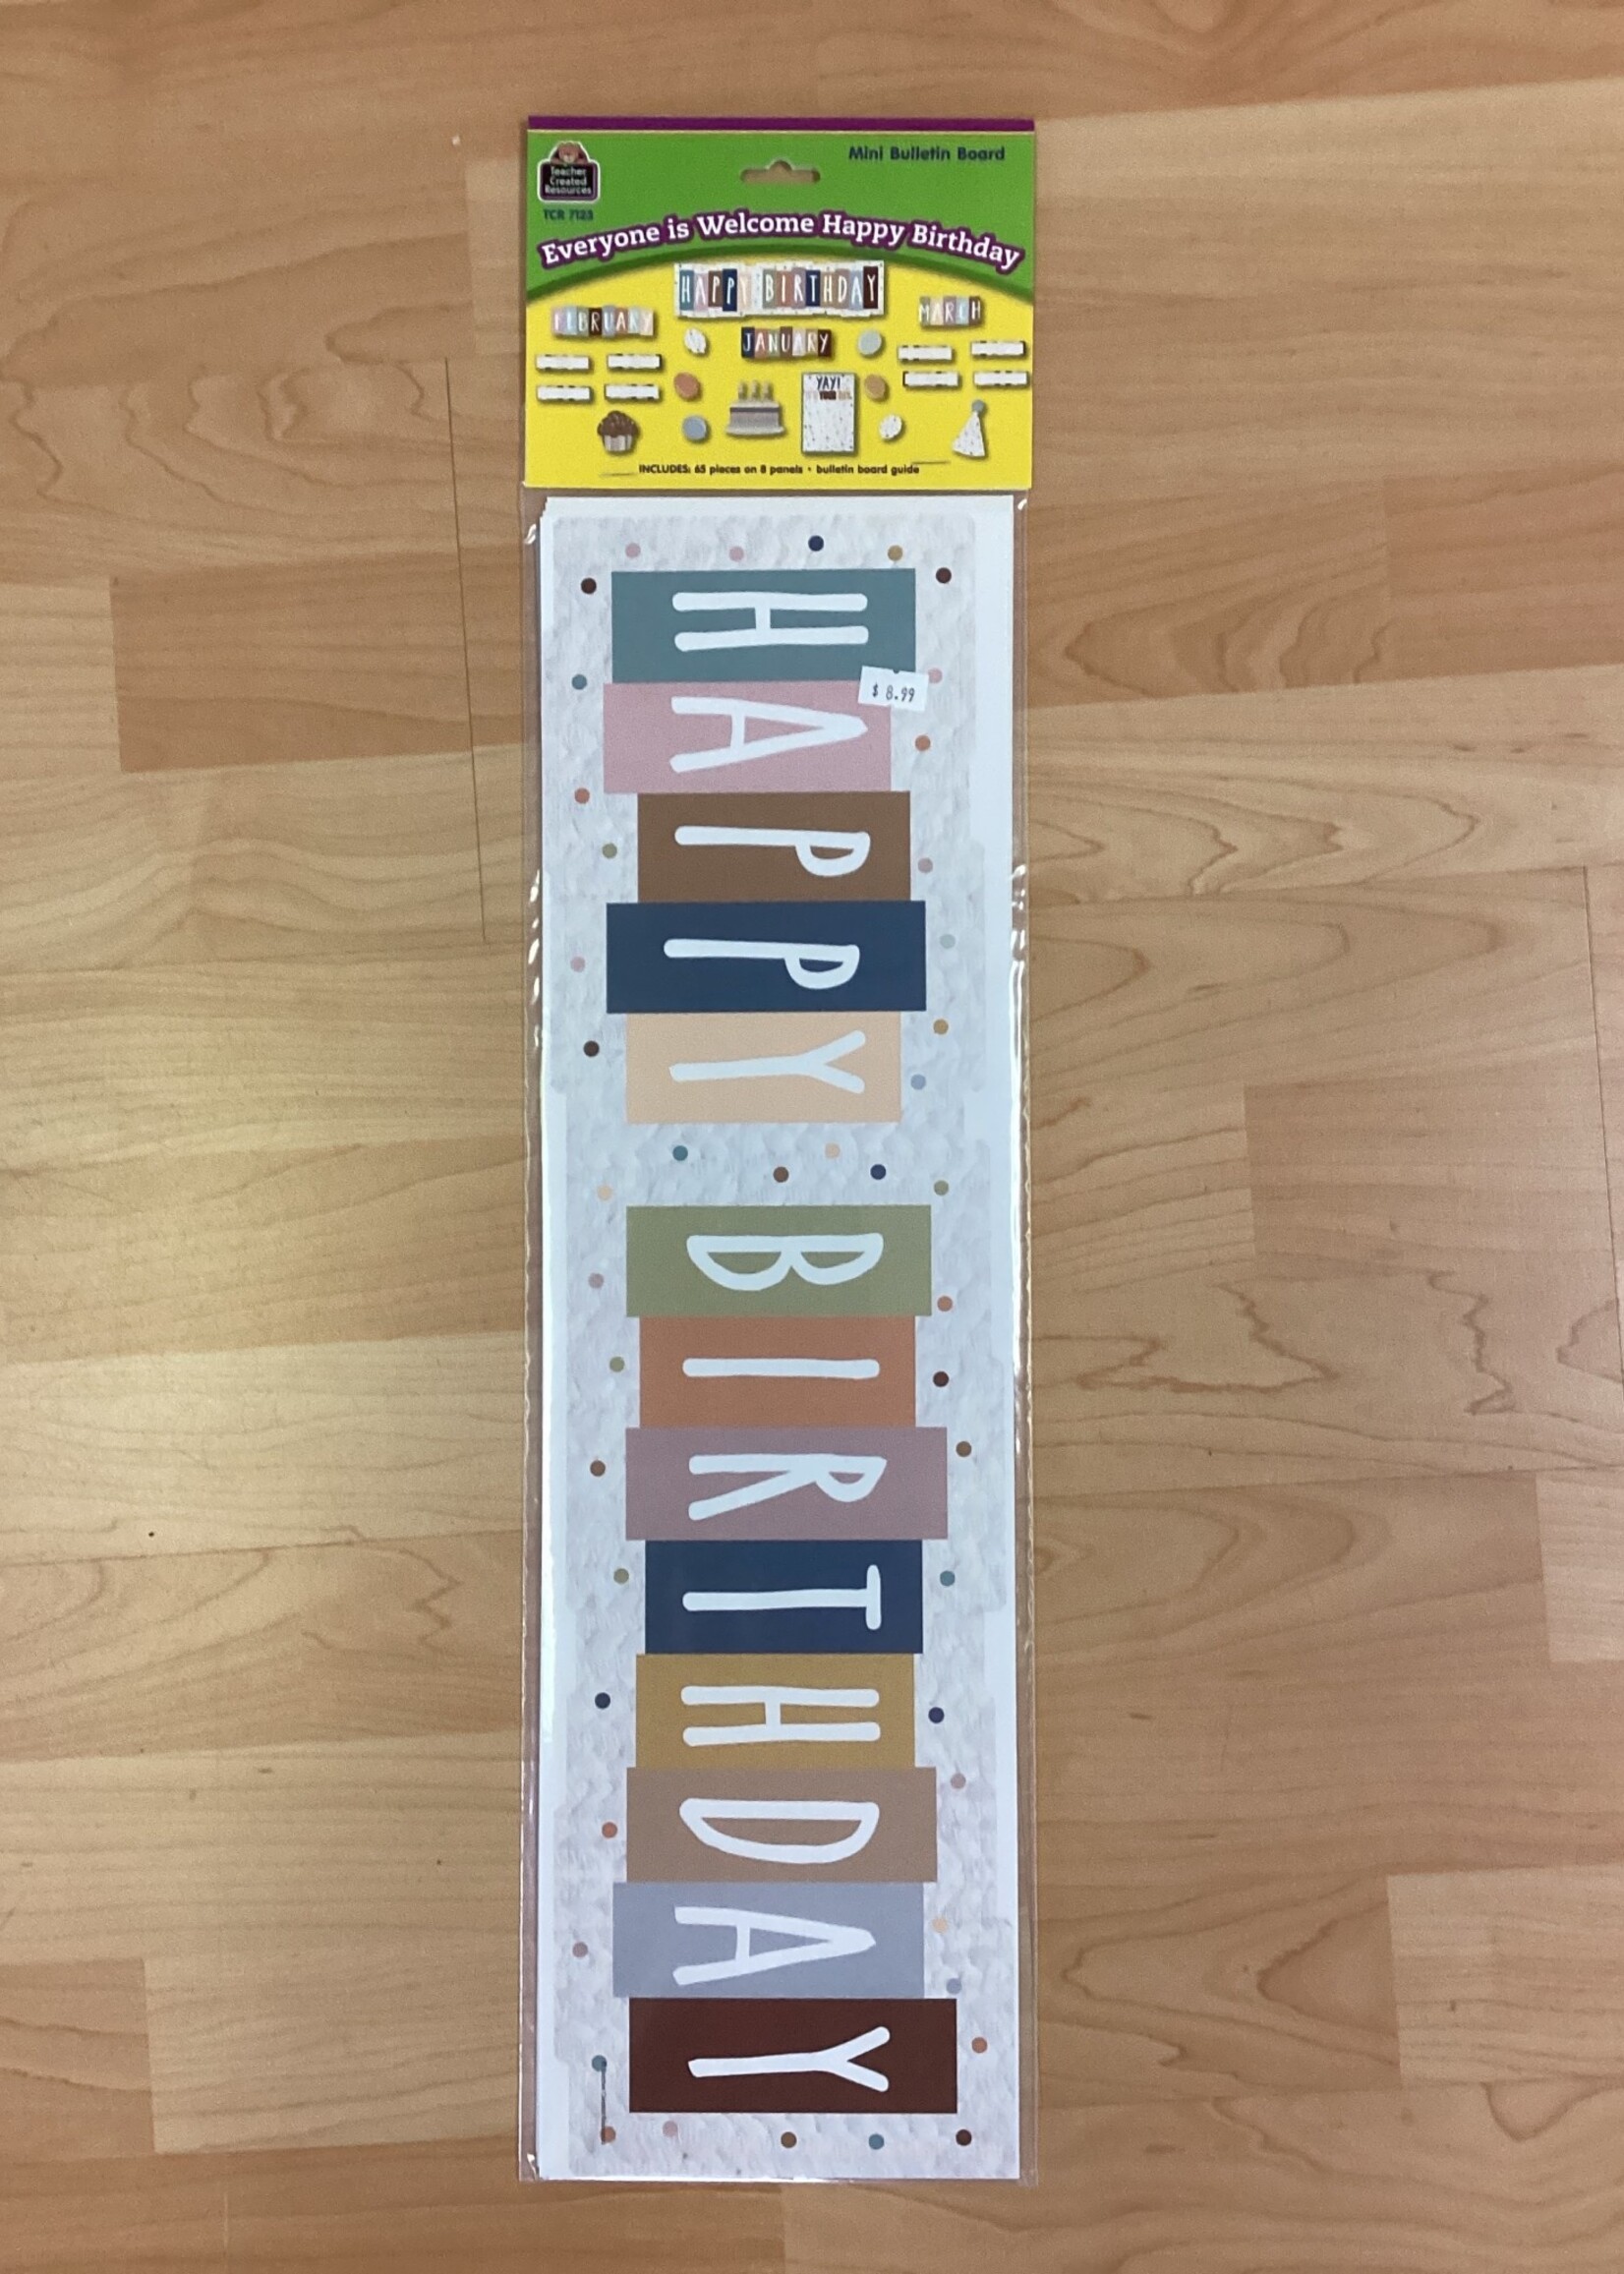 Mini Bulletin Board
Teacher
Created
Resources
TCR 7123
Everyone is Welcome Happy Birthday
HAPPY BIRTHDAY
FEBRUARY
MARCH
JANUARY
YAY!
INCLUDES: 65 pieces on 8 panels • bulletin board guide
$ 8.99
HAPPY BIRTHDAY